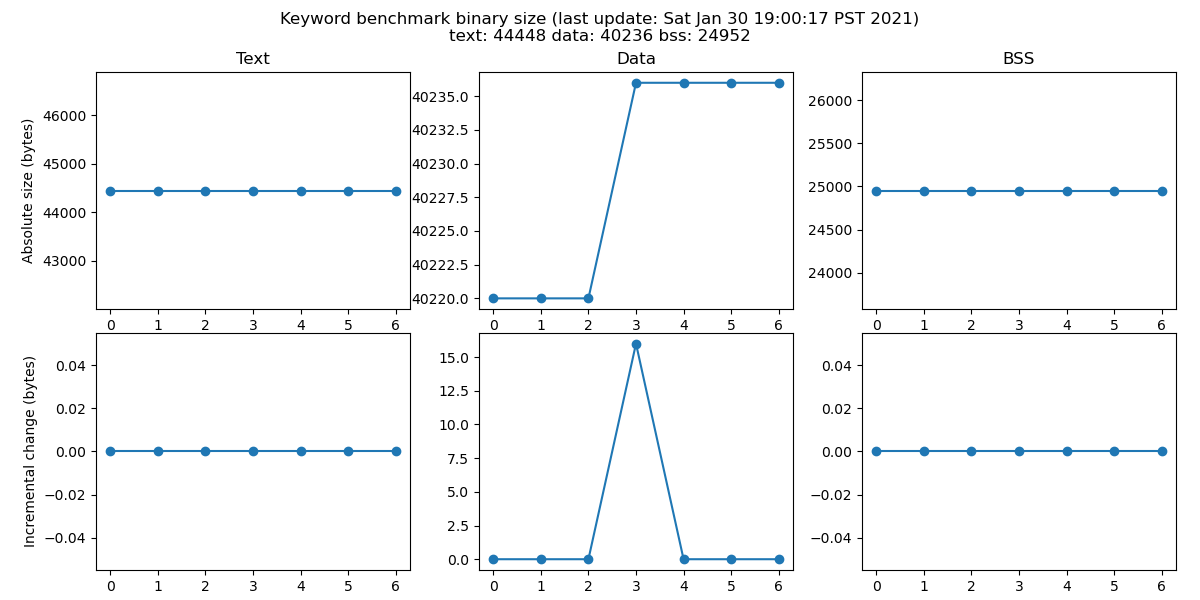 Keyword benchmark binary size (last update: Sat Jan 30 19:00:17 PST 2021)
text: 44448 data: 40236 bss: 24952
Text
Absolute size (bytes)
46000
45000
44000
43000
0 1 2 3 4 5 6
Data
40235.0
40232.5
40230.0
40227.5
40225.0
40222.5
40220.0
0 1 2 3 4 5 6
BSS
26000
25500
25000
24500
24000
0 1 2 3 4 5 6
Incremental change (bytes)
0.04
0.02
0.00
−0.02
−0.04
0 1 2 3 4 5 6
15.0
12.5
10.0
7.5
5.0
2.5
0.0
0 1 2 3 4 5 6
0.04
0.02
0.00
−0.02
−0.04
0 1 2 3 4 5 6